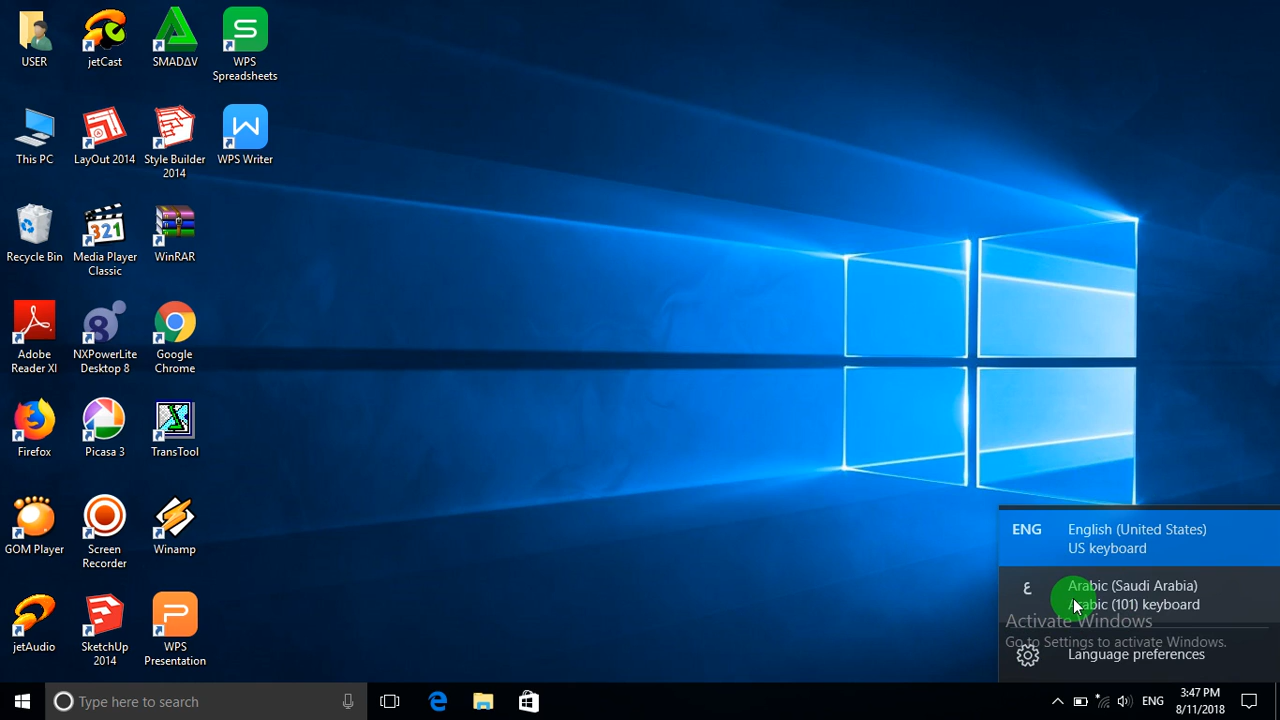 USER
jetCast
SMADΔV
WPS
Spreadsheets
This PC
LayOut 2014
Style Builder
2014
WPS Writer
Recycle Bin
Media Player
Classic
WinRAR
Adobe
Reader XI
NXPowerLite
Desktop 8
Google
Chrome
Firefox
Picasa 3
TransTool
GOM Player
Screen
Recorder
Winamp
jetAudio
SketchUp
2014
WPS
Presentation
ENG
English (United States)
US keyboard
ع
Arabic (Saudi Arabia)
Arabic (101) keyboard
Activate Windows
Go to Settings to activate Windows.
Language preferences
Type here to search
ENG
3:47 PM
8/11/2018